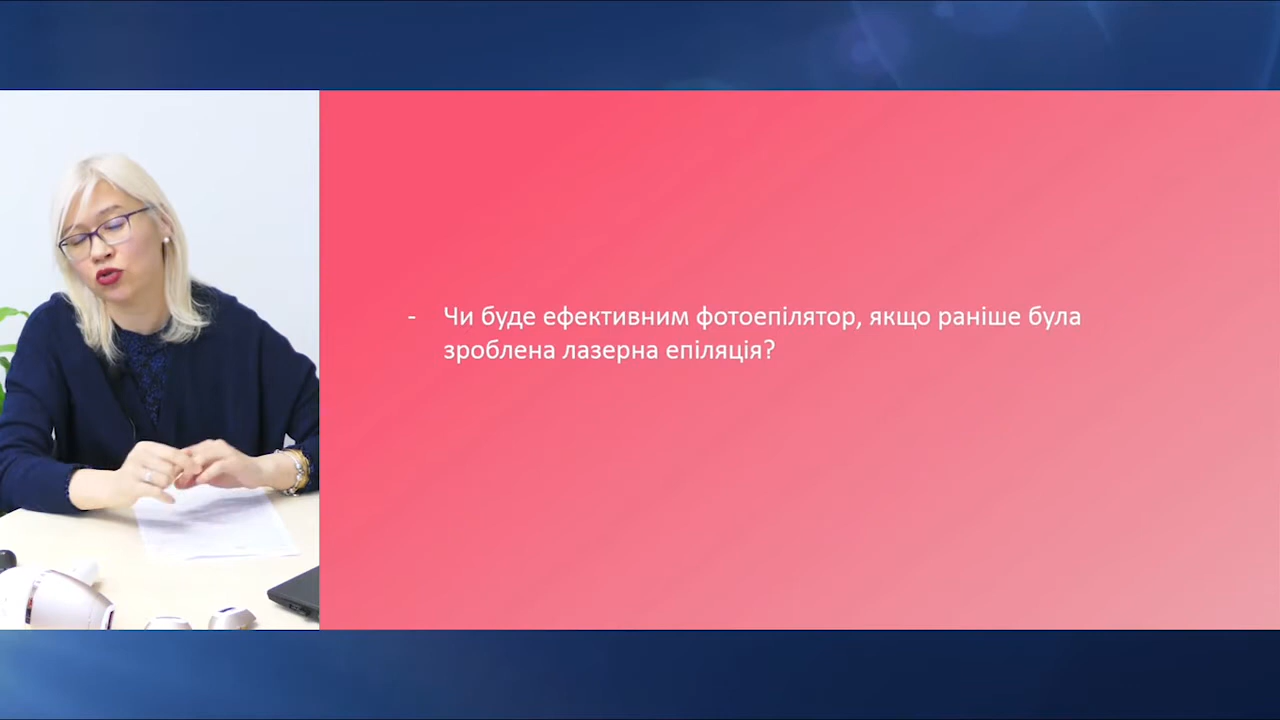 - Чи буде ефективним фотоепілятор, якщо раніше була
зроблена лазерна епіляція?